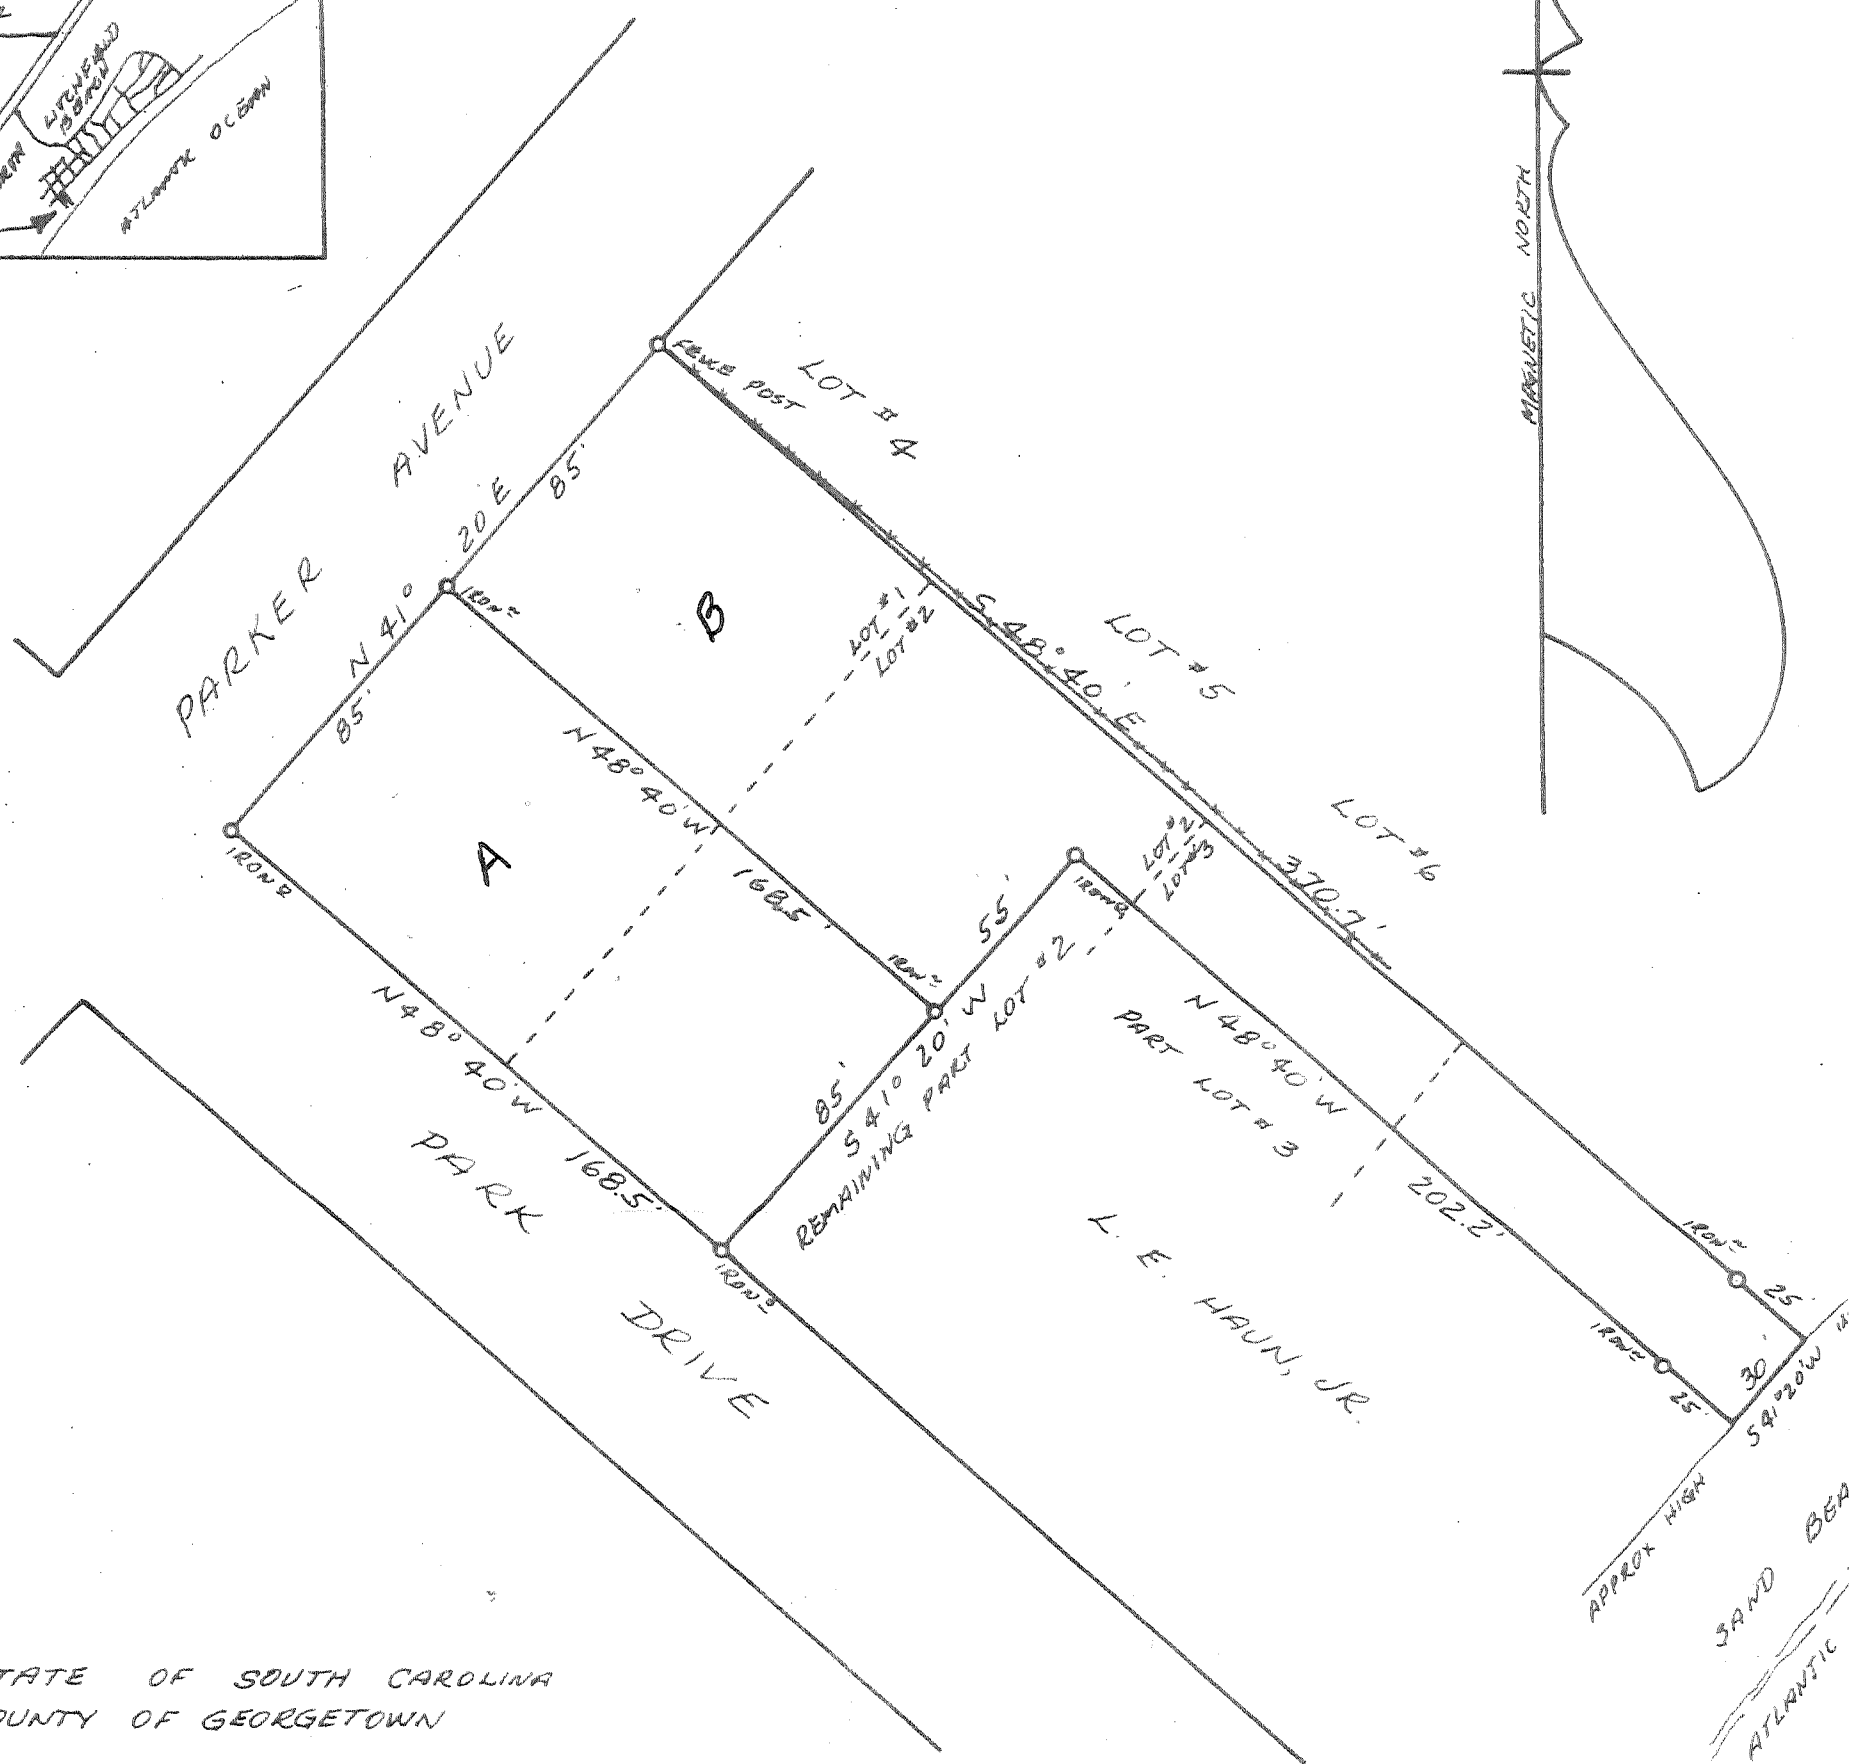 LITCHFIELD
BEACH
ATLANTIC OCEAN
MAGNETIC NORTH
PARKER AVENUE
FENCE POST
LOT # 4
N 41° 20' E
85'
85'
IRON
B
LOT #1
LOT #2
S 48° 40' E
370.7'
LOT #5
LOT #6
N 48° 40' W
168.5'
A
IRON
IRON
55'
IRON
LOT #2
LOT #3
N 48° 40' W
168.5'
85'
S 41° 20' W
REMAINING PART LOT #2
PART LOT #3
N 48° 40' W
202.2'
IRON
L. E. HAUN, JR.
PARK DRIVE
IRON
25'
IRON
25'
30'
S 41° 20' W
APPROX HIGH
SAND BEA
ATLANTIC
TATE OF SOUTH CAROLINA
OUNTY OF GEORGETOWN